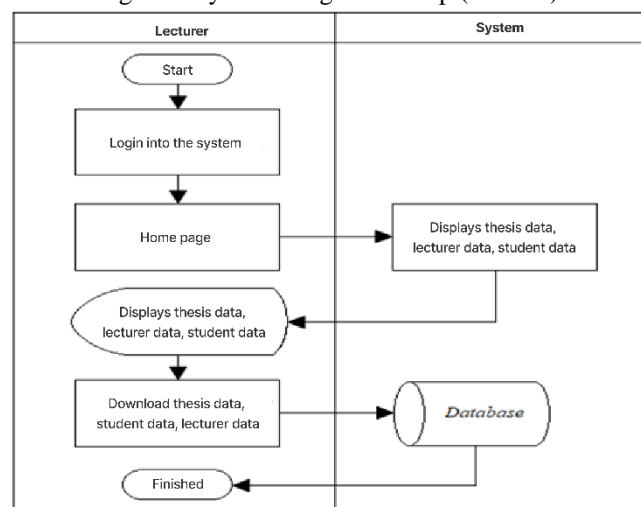 Lecturer
System
Start
Login into the system
Home page
Displays thesis data,
lecturer data, student data
Displays thesis data,
lecturer data, student data
Download thesis data,
student data, lecturer data
Database
Finished